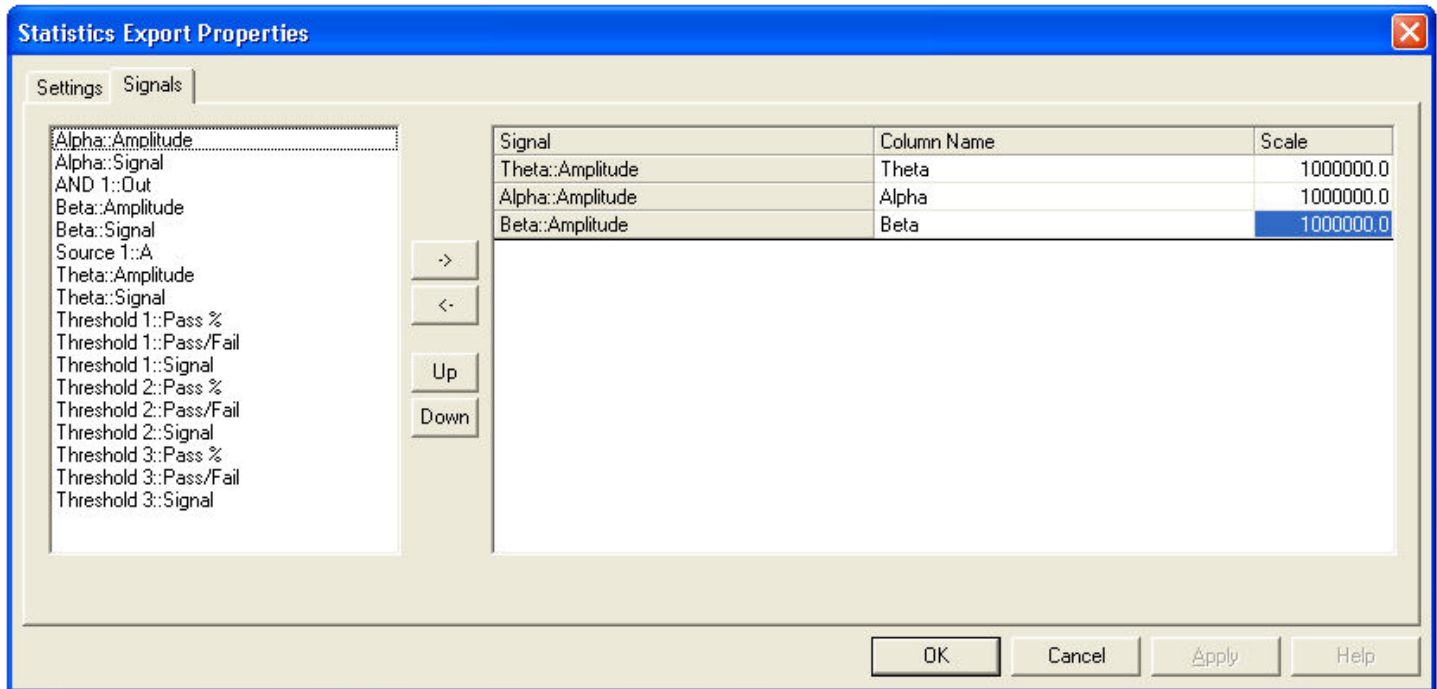 Statistics Export Properties
Settings Signals
Alpha::Amplitude
Alpha::Signal
AND 1::Out
Beta::Amplitude
Beta::Signal
Source 1::A
Theta::Amplitude
Theta::Signal
Threshold 1::Pass %
Threshold 1::Pass/Fail
Threshold 1::Signal
Threshold 2::Pass %
Threshold 2::Pass/Fail
Threshold 2::Signal
Threshold 3::Pass %
Threshold 3::Pass/Fail
Threshold 3::Signal
->
<-
Up
Down
Signal Column Name Scale
Theta::Amplitude Theta 1000000.0
Alpha::Amplitude Alpha 1000000.0
Beta::Amplitude Beta 1000000.0
OK Cancel Apply Help